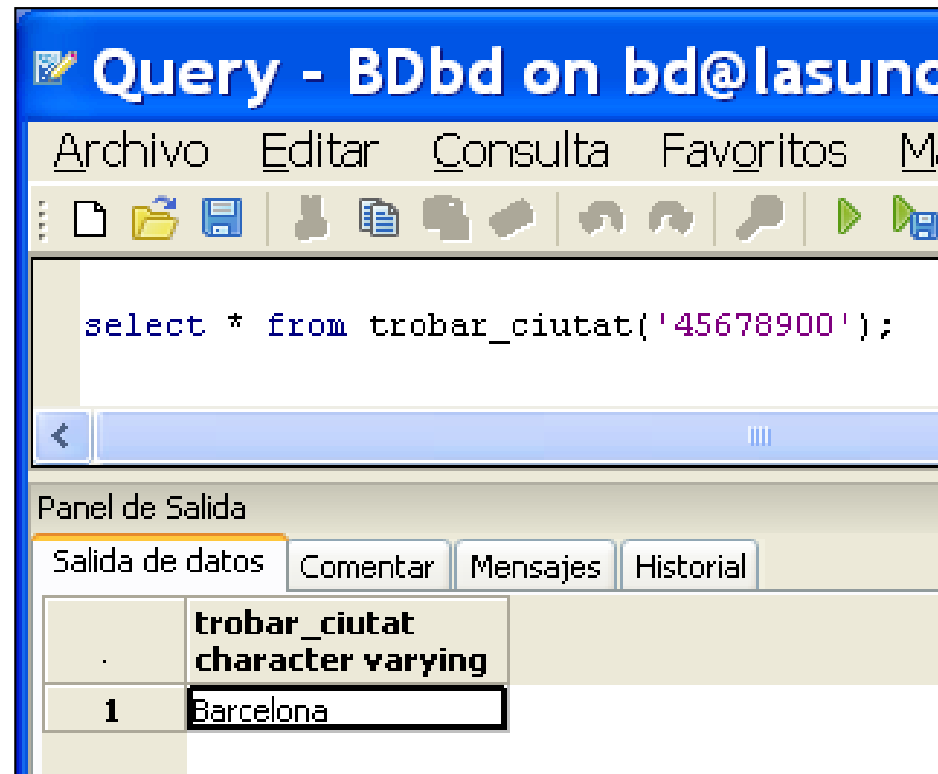 Query - BDbd on bd@lasunc
Archivo Editar Consulta Favoritos Ma
select * from trobar_ciutat('45678900');
Panel de Salida
Salida de datos Comentar Mensajes Historial
trobar_ciutat
. character varying
1 Barcelona